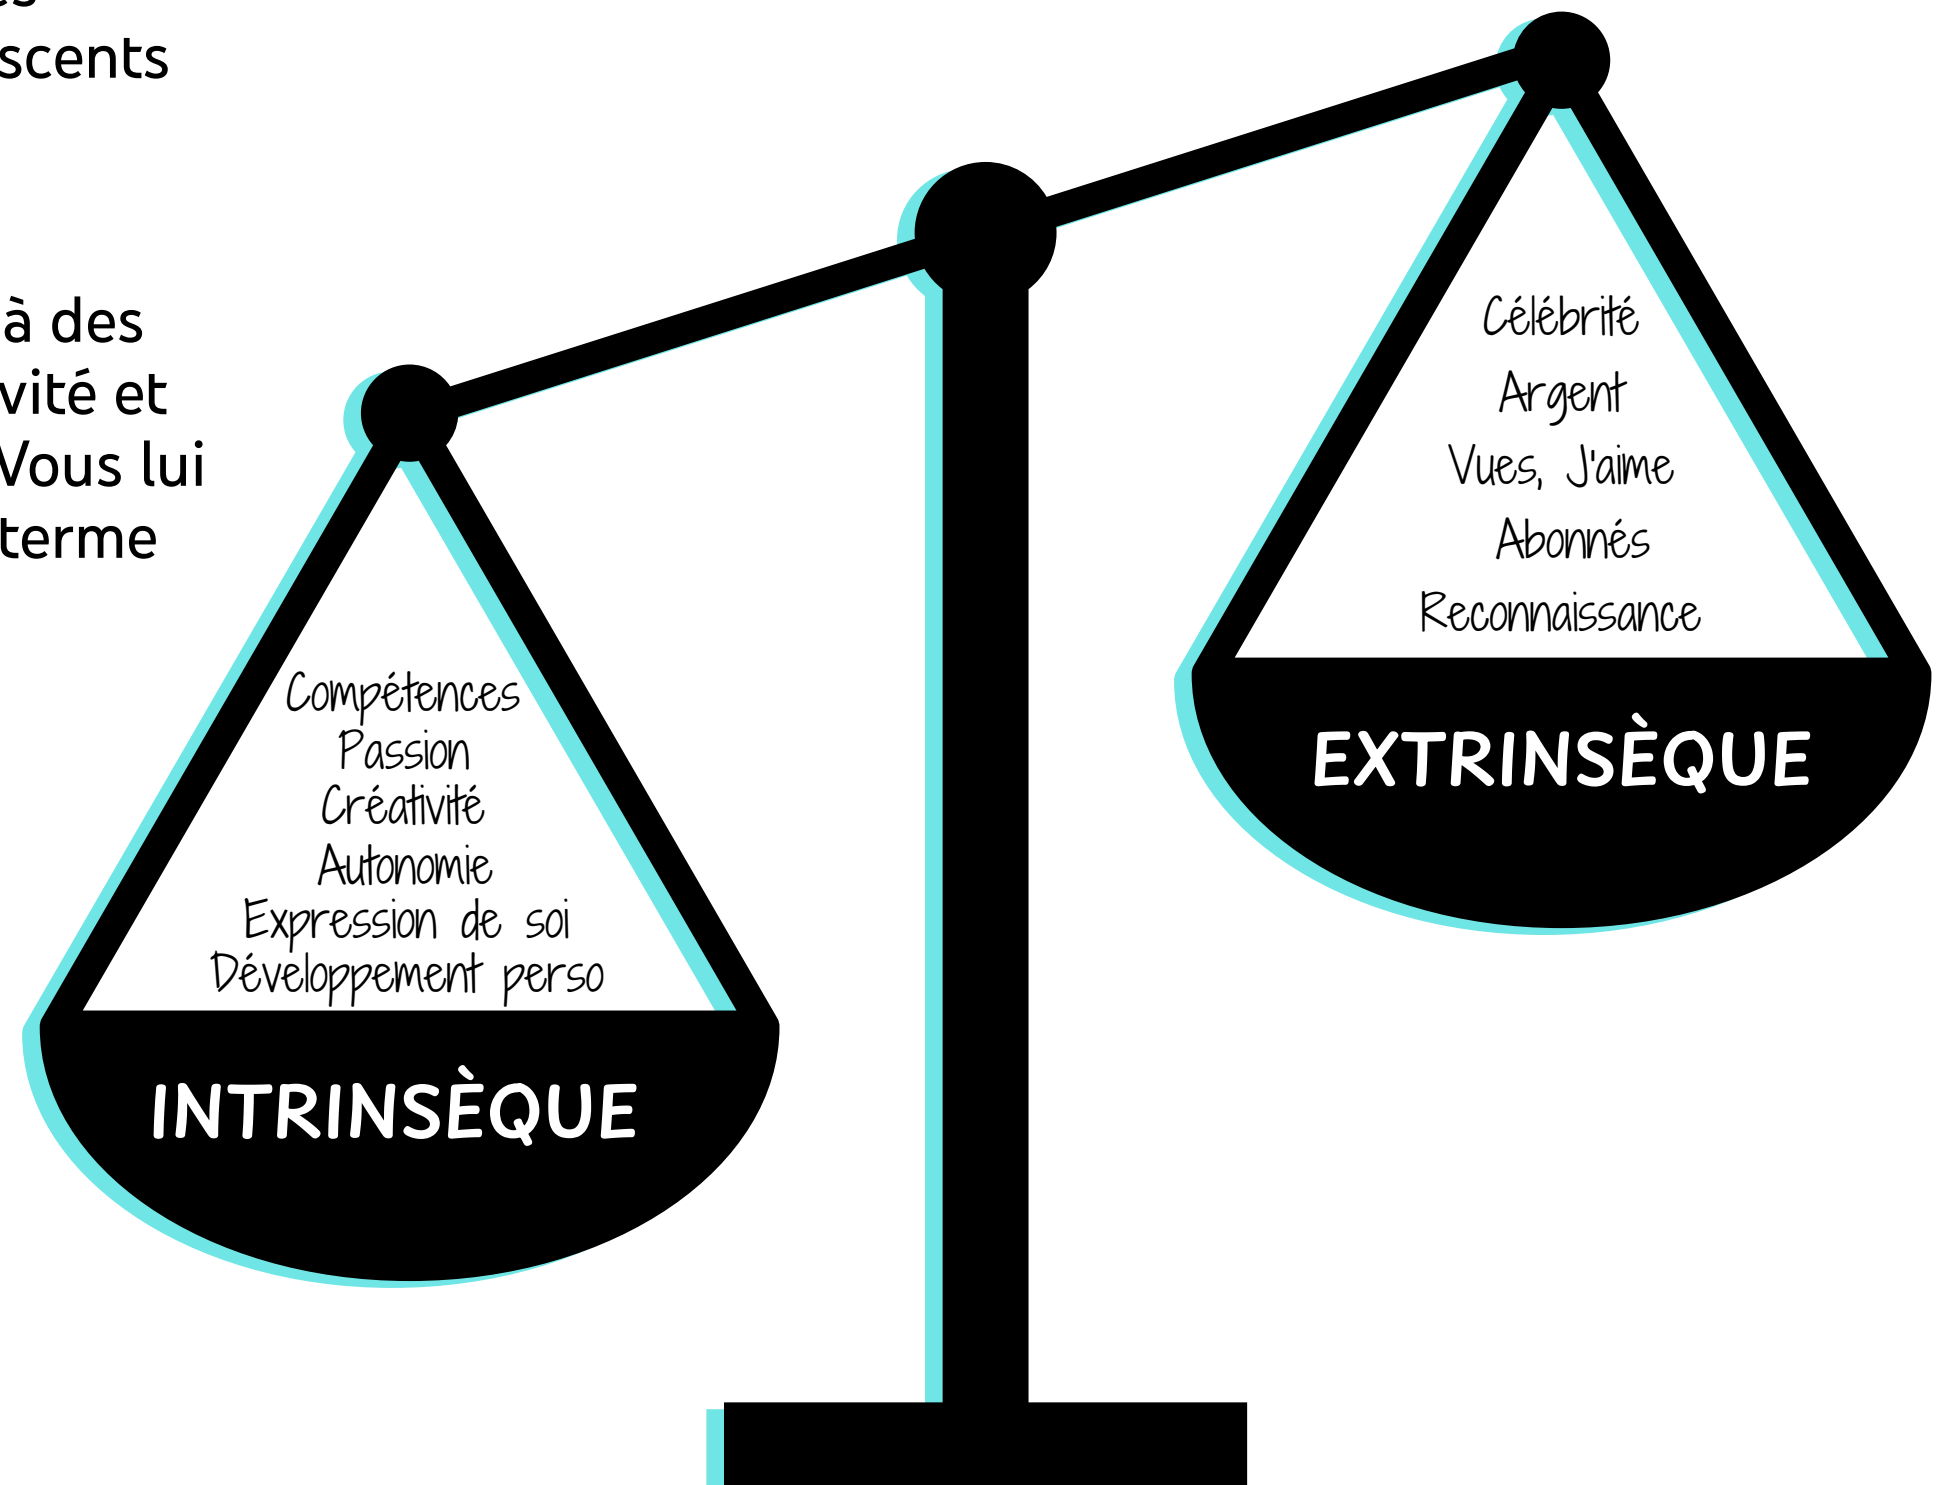 es
scents
à des
vité et
Vous lui
terme
Compétences
Passion
Créativité
Autonomie
Expression de soi
Développement perso
INTRINSÈQUE
Célébrité
Argent
Vues, J'aime
Abonnés
Reconnaissance
EXTRINSÈQUE